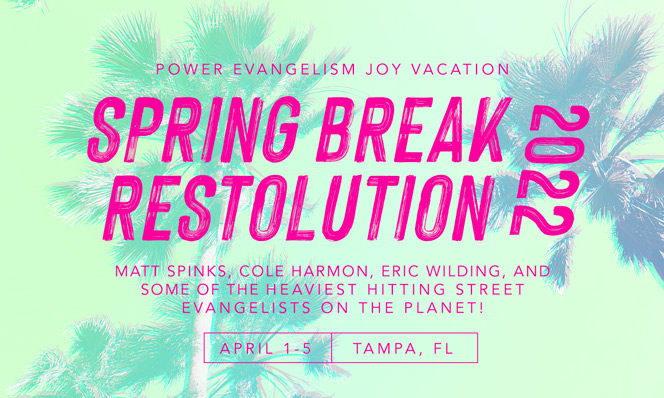 POWER EVANGELISM JOY VACATION
SPRING BREAK
RESTOLUTION
2022
MATT SPINKS, COLE HARMON, ERIC WILDING, AND
SOME OF THE HEAVIEST HITTING STREET
EVANGELISTS ON THE PLANET!
APRIL 1-5 TAMPA, FL